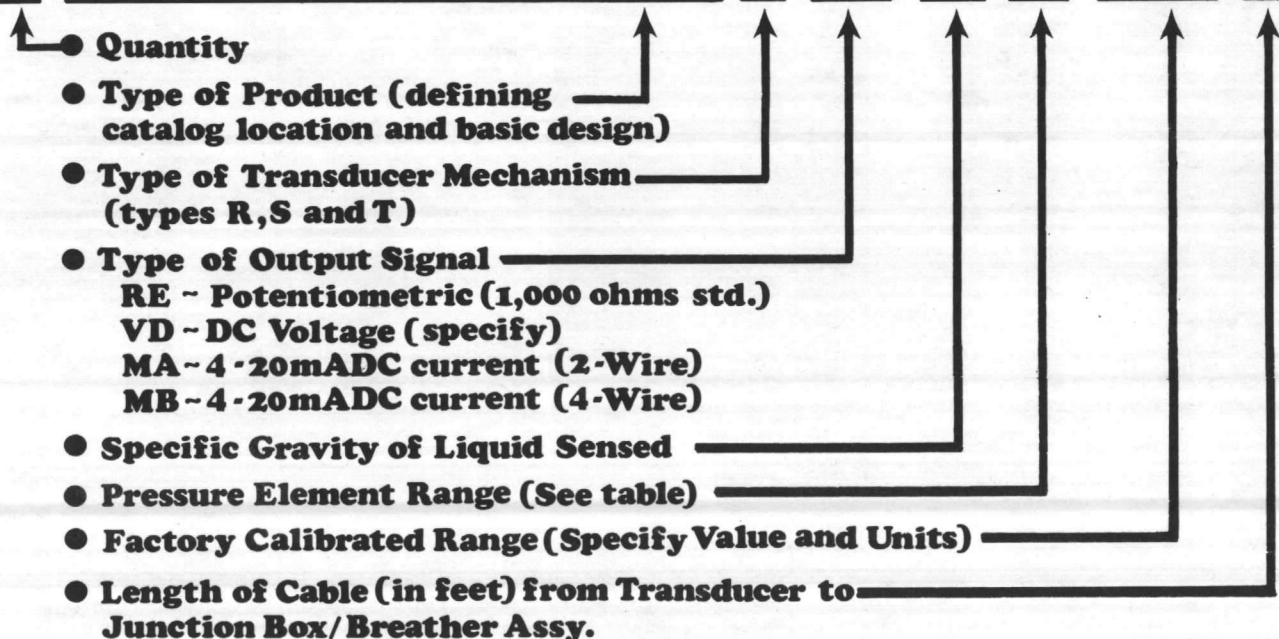 ● Quantity
● Type of Product (defining
catalog location and basic design)
● Type of Transducer Mechanism
(types R,S and T)
● Type of Output Signal
RE ~ Potentiometric (1,000 ohms std.)
VD ~ DC Voltage (specify)
MA ~ 4-20mADC current (2-Wire)
MB ~ 4-20mADC current (4-Wire)
● Specific Gravity of Liquid Sensed
● Pressure Element Range (See table)
● Factory Calibrated Range (Specify Value and Units)
● Length of Cable (in feet) from Transducer to
Junction Box/Breather Assy.